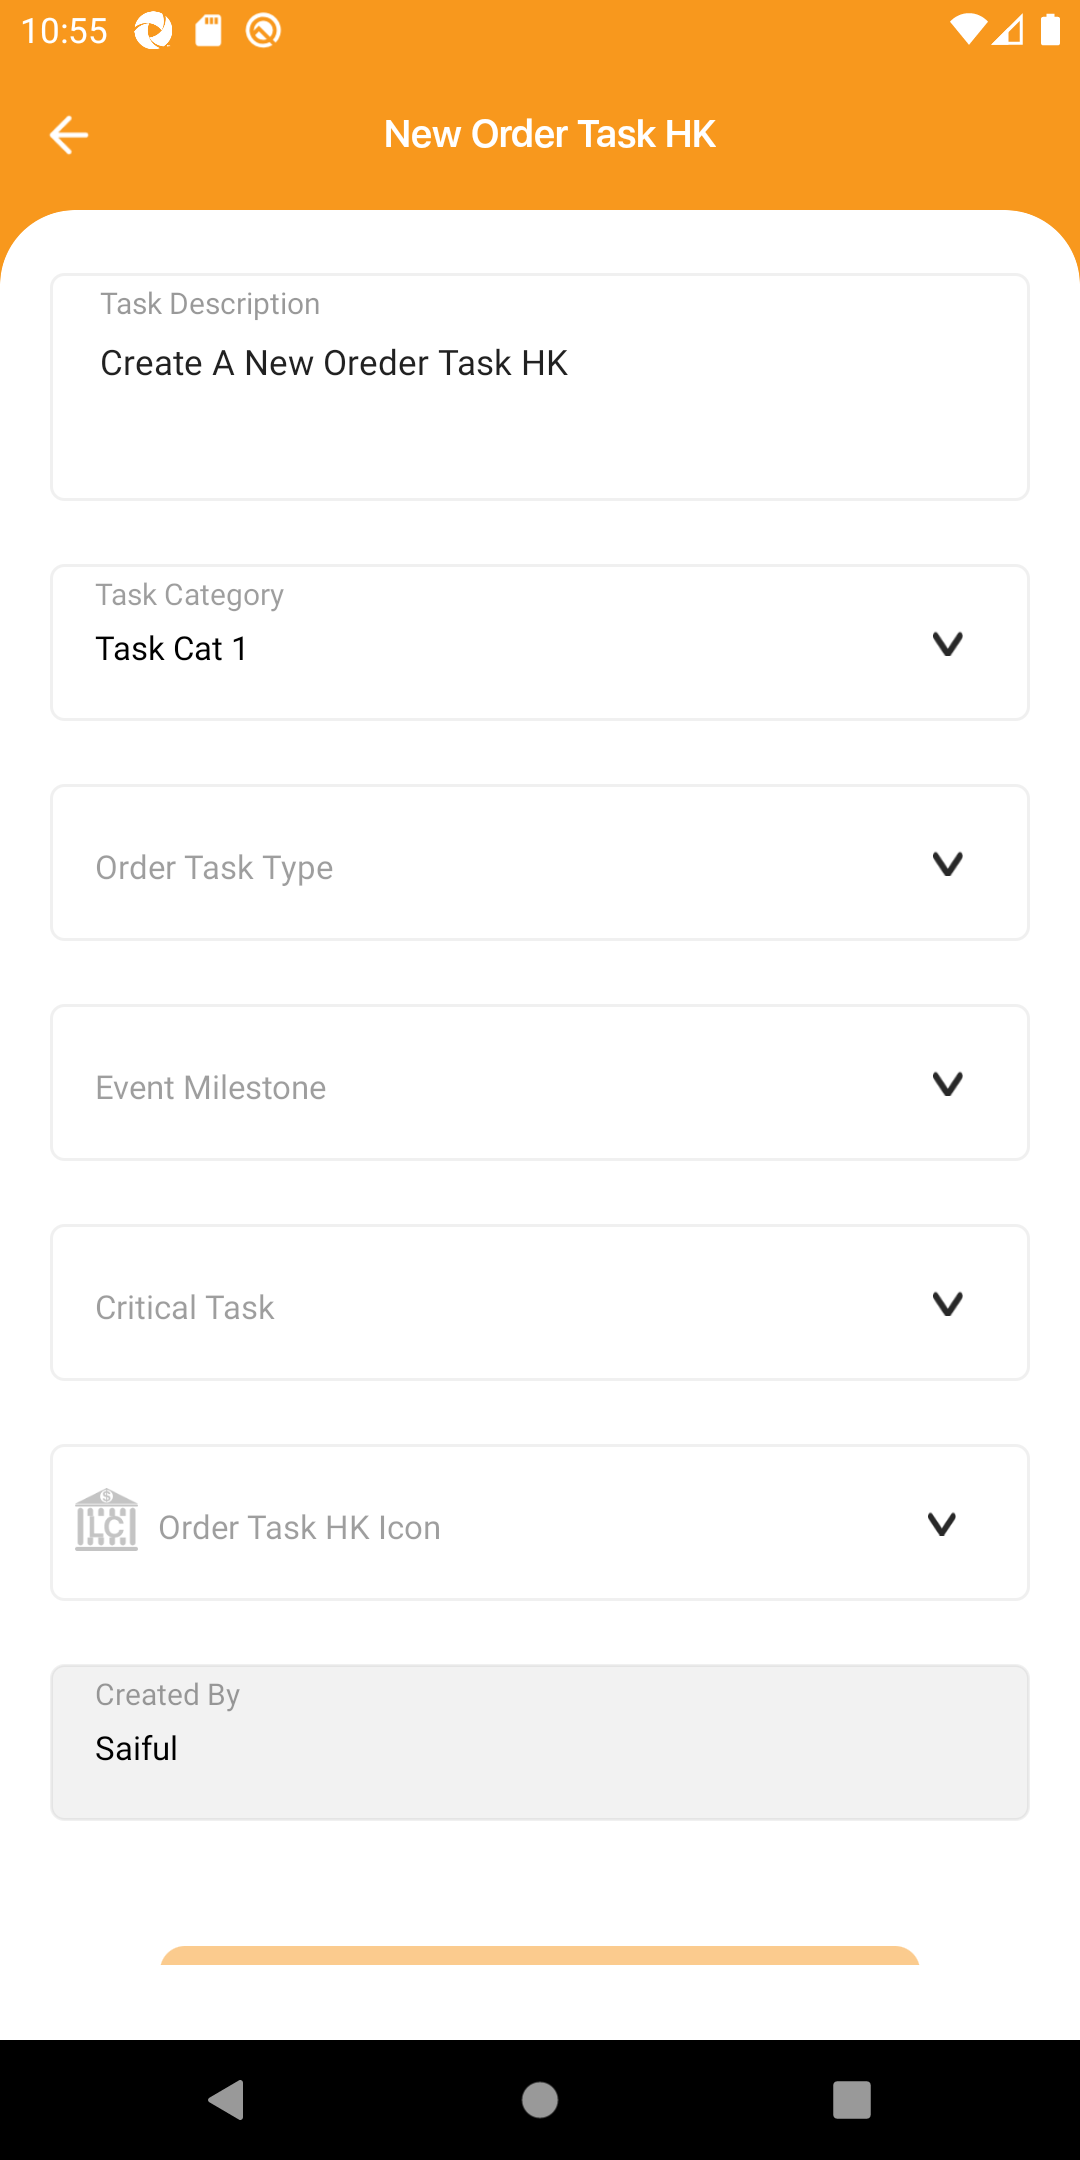 10:55
New Order Task HK
Task Description
Create A New Oreder Task HK
Task Category
Task Cat 1
Order Task Type
Event Milestone
Critical Task
LC
Order Task HK Icon
Created By
Saiful